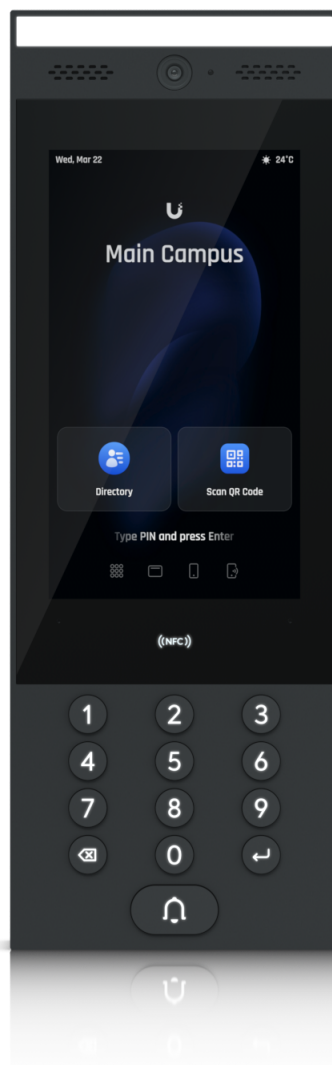 Wed, Mar 22 24°C
Main Campus
Directory Scan QR Code
Type PIN and press Enter
((NFC))
1 2 3
4 5 6
7 8 9
0